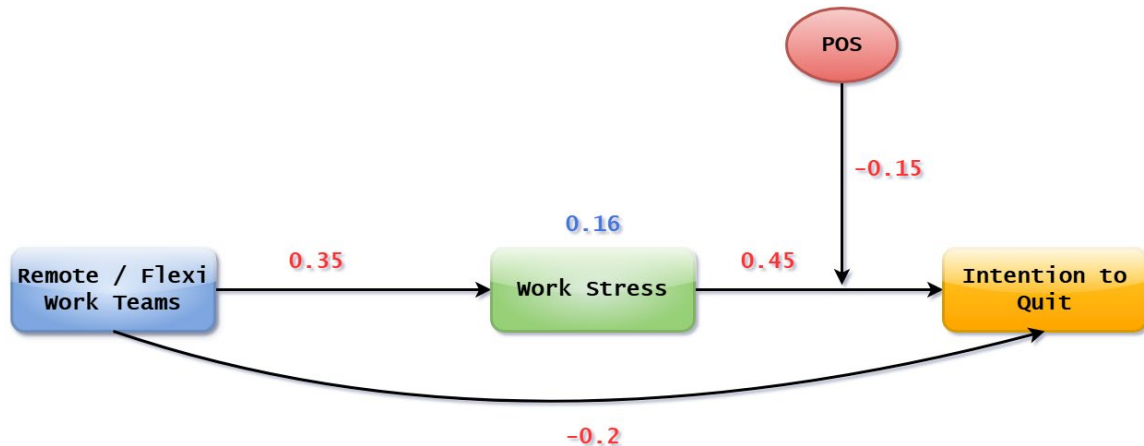 POS
-0.15
0.16
0.35
0.45
Remote / Flexi
Work Teams
Work Stress
Intention to
Quit
-0.2